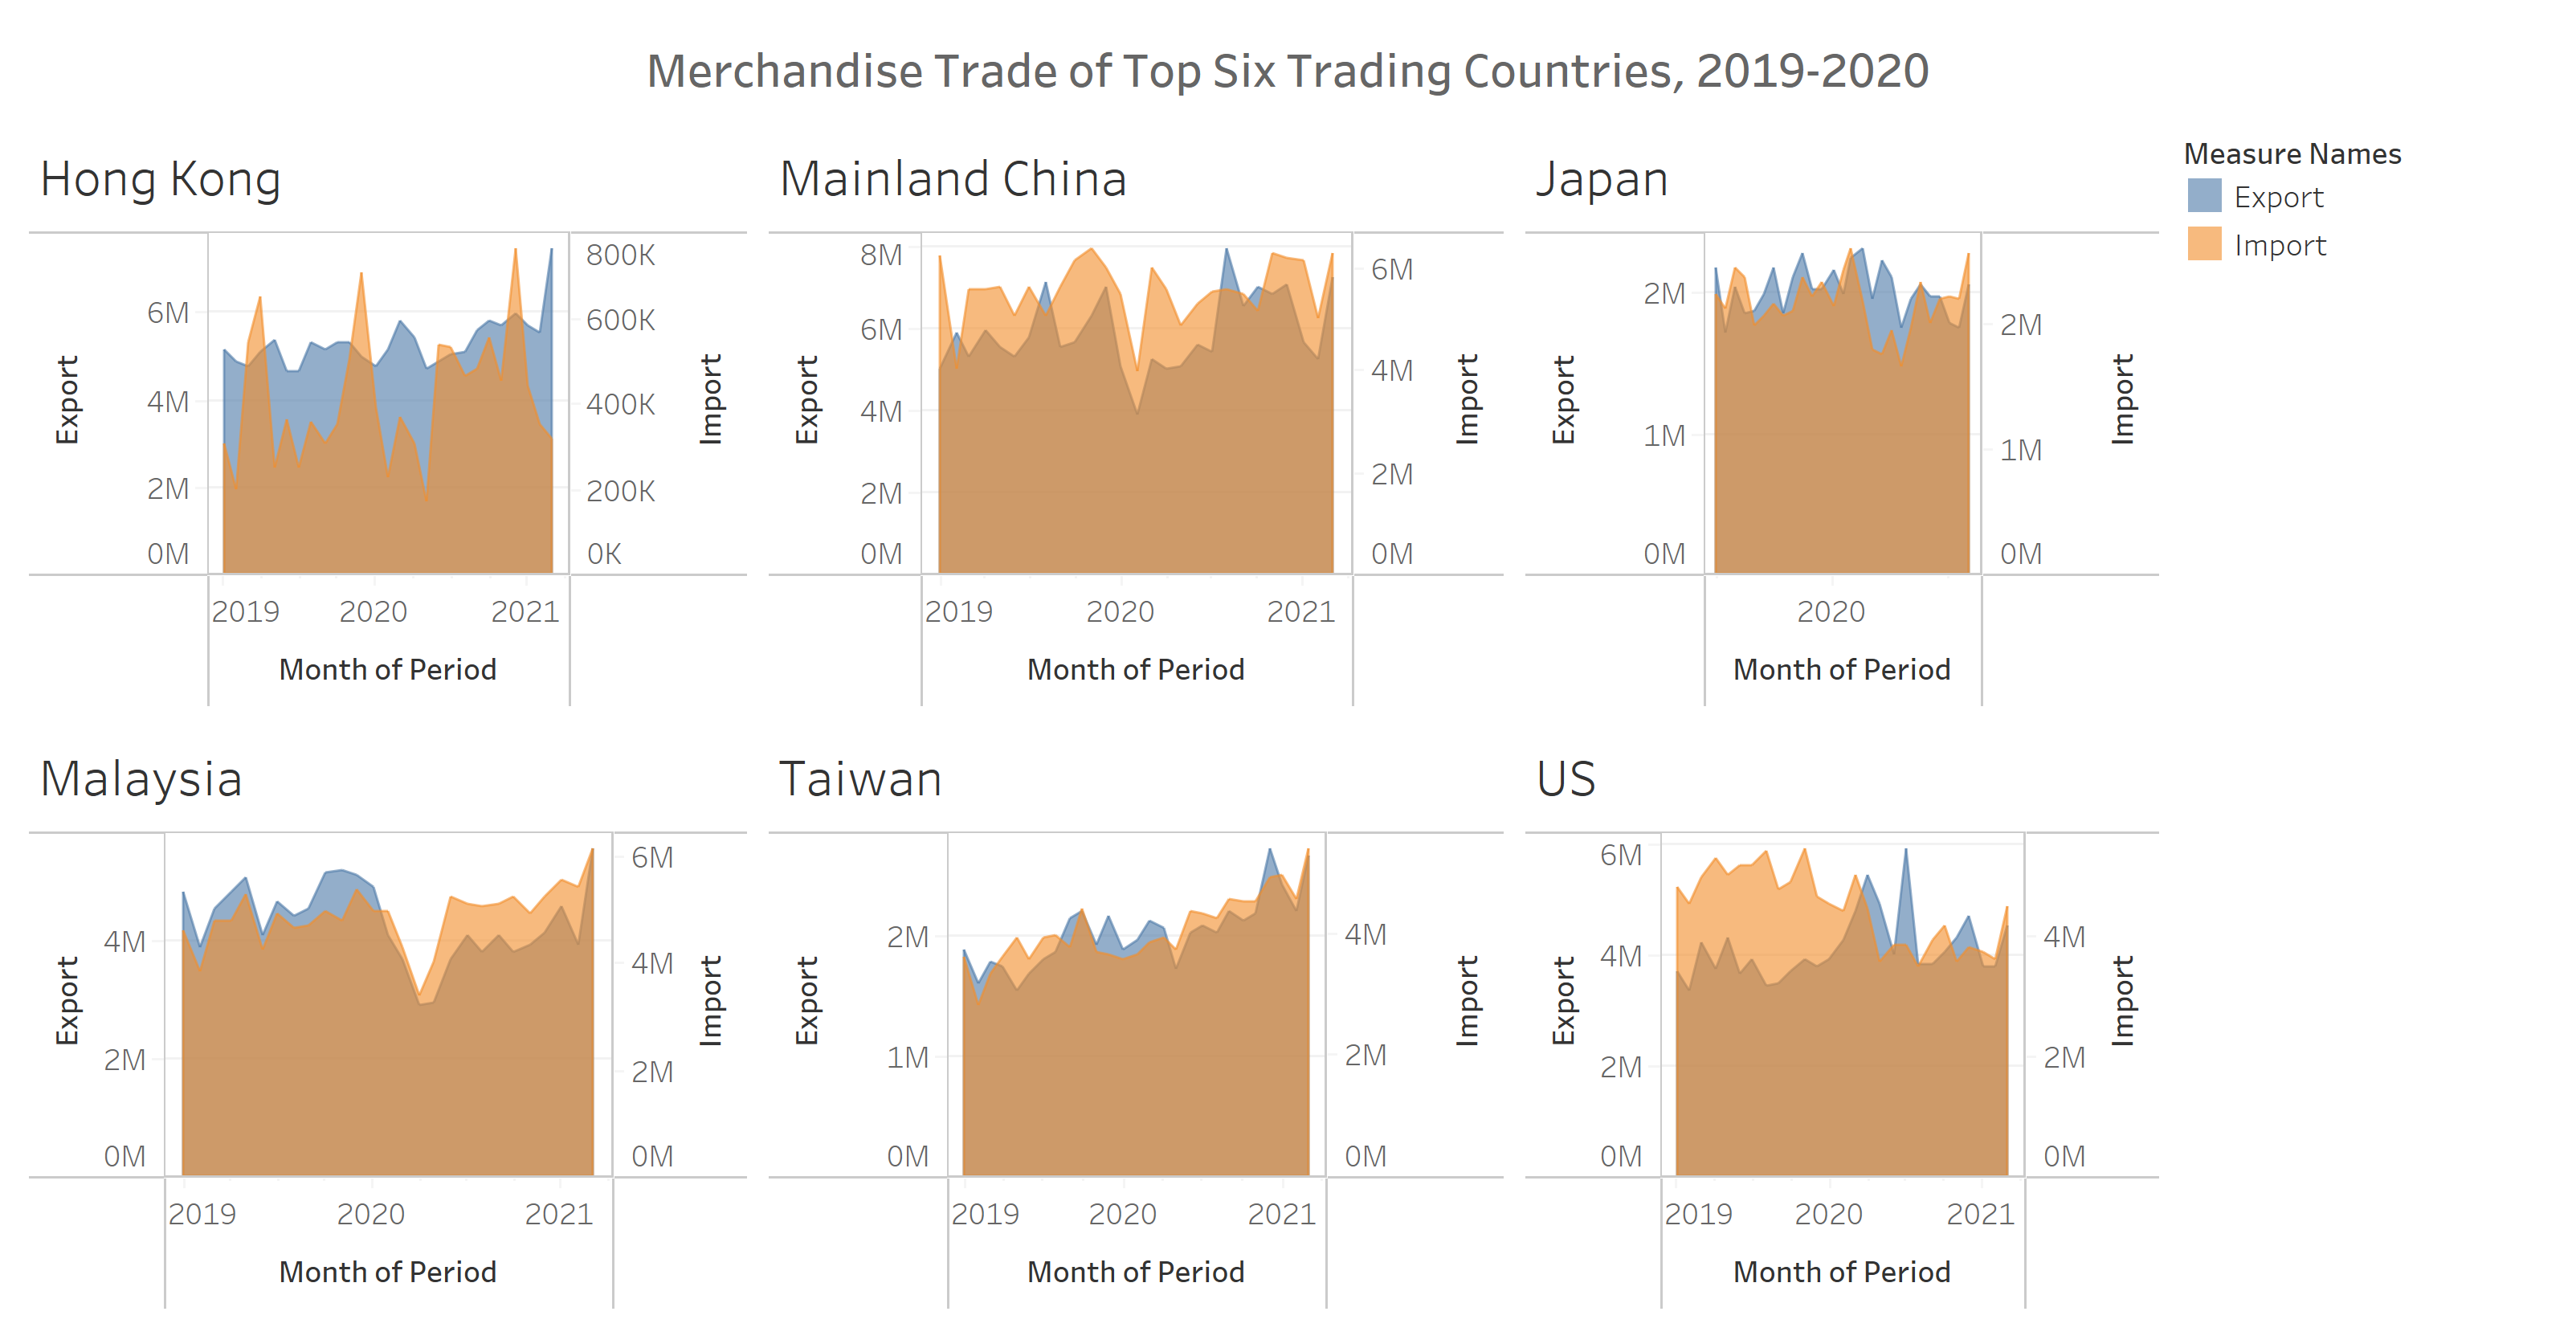 Merchandise Trade of Top Six Trading Countries, 2019-2020
Measure Names
Export
Import
Hong Kong
Export
6M
4M
2M
0M
800K
600K
400K
200K
0K
Import
2019 2020 2021
Month of Period
Mainland China
Export
8M
6M
4M
2M
0M
6M
4M
2M
0M
Import
2019 2020 2021
Month of Period
Japan
Export
2M
1M
0M
2M
1M
0M
Import
2020
Month of Period
Malaysia
Export
4M
2M
0M
6M
4M
2M
0M
Import
2019 2020 2021
Month of Period
Taiwan
Export
2M
1M
0M
4M
2M
0M
Import
2019 2020 2021
Month of Period
US
Export
6M
4M
2M
0M
4M
2M
0M
Import
2019 2020 2021
Month of Period